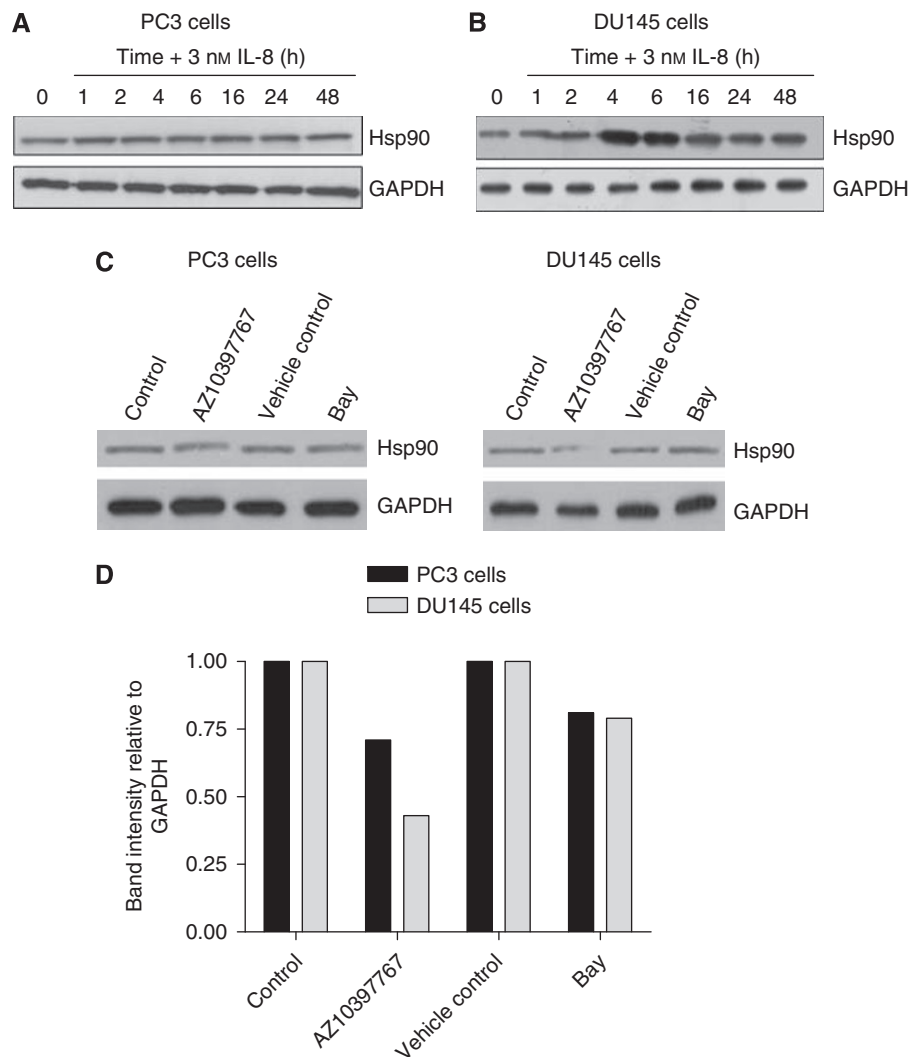 A
PC3 cells
Time + 3 nM IL-8 (h)
0 1 2 4 6 16 24 48
Hsp90
GAPDH
B
DU145 cells
Time + 3 nM IL-8 (h)
0 1 2 4 6 16 24 48
Hsp90
GAPDH
C
PC3 cells
Control
AZ10397767
Vehicle control
Bay
Hsp90
GAPDH
DU145 cells
Control
AZ10397767
Vehicle control
Bay
Hsp90
GAPDH
D
PC3 cells
DU145 cells
Band intensity relative to
GAPDH
1.00
0.75
0.50
0.25
0.00
Control
AZ10397767
Vehicle control
Bay